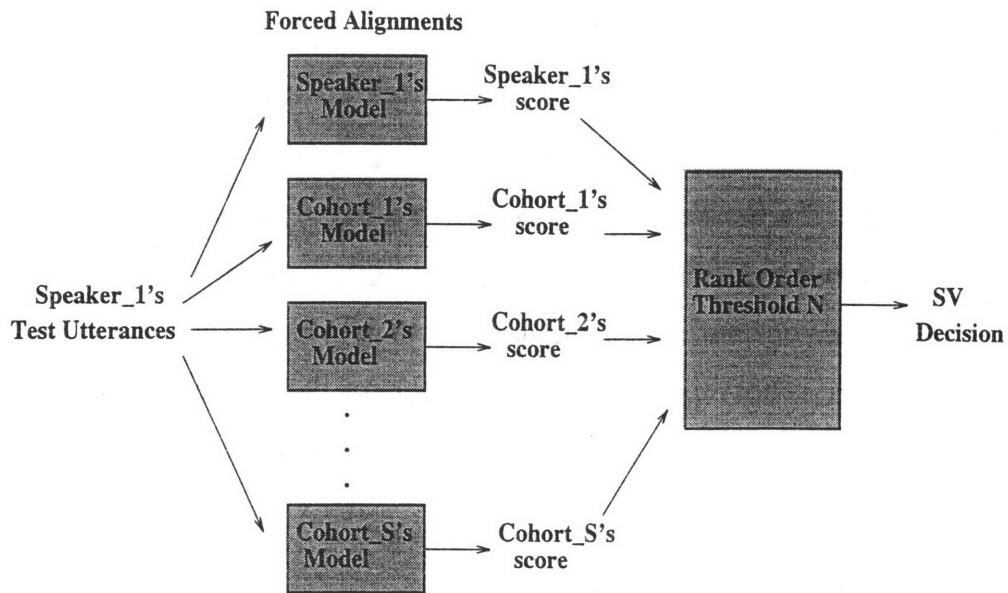 Forced Alignments
Speaker_1's
Model
Speaker_1's
score
Cohort_1's
Model
Cohort_1's
score
Speaker_1's
Test Utterances
Cohort_2's
Model
Cohort_2's
score
Cohort_S's
Model
Cohort_S's
score
Rank Order
Threshold N
SV
Decision